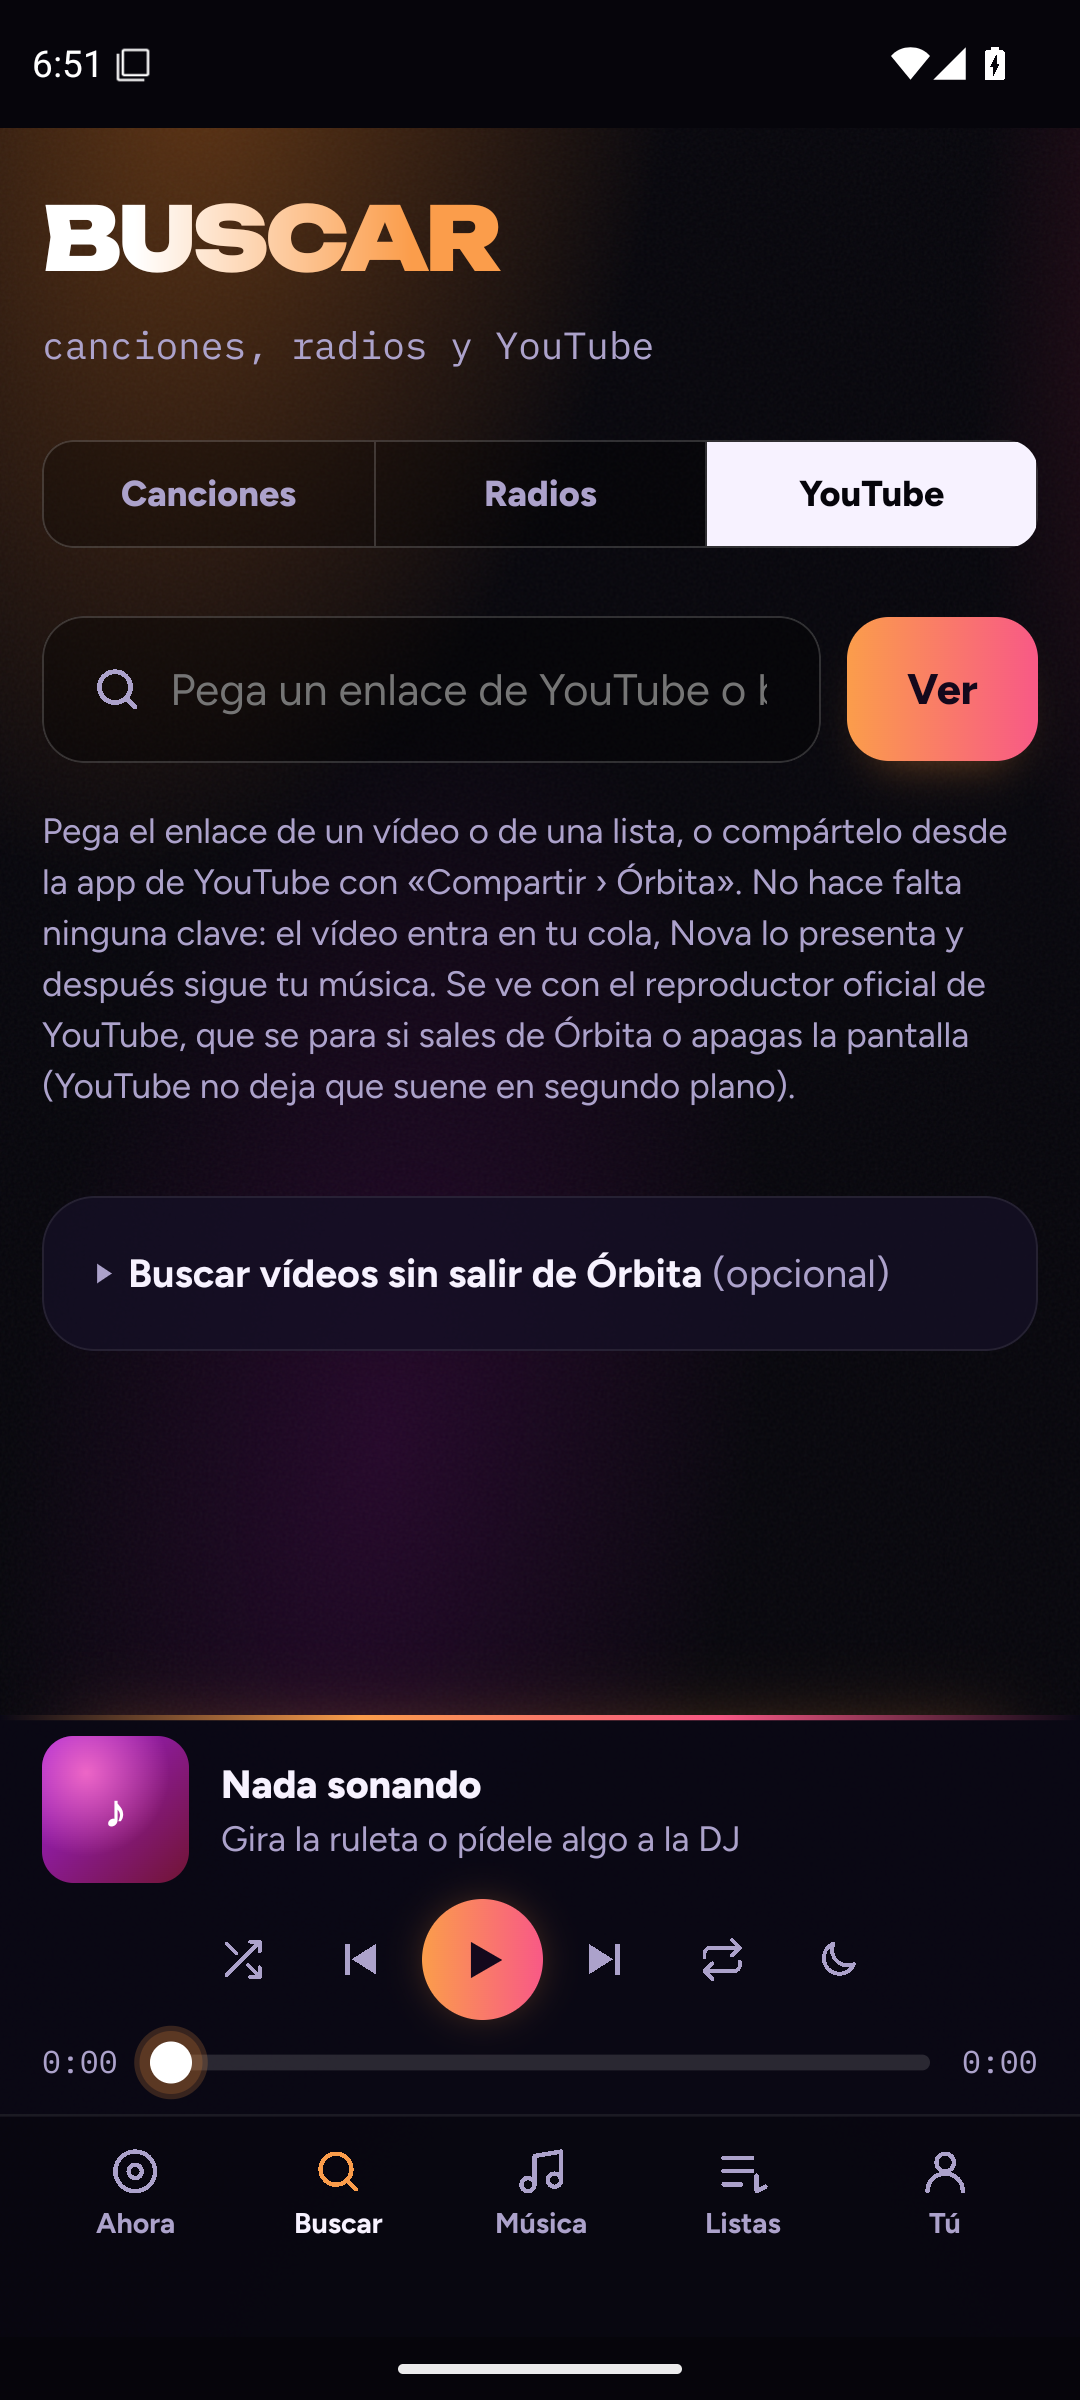 6:51
BUSCAR
canciones, radios y YouTube
Canciones
Radios
YouTube
Pega un enlace de YouTube o
Ver
Pega el enlace de un vídeo o de una lista, o compártelo desde
la app de YouTube con «Compartir › Órbita». No hace falta
ninguna clave: el vídeo entra en tu cola, Nova lo presenta y
después sigue tu música. Se ve con el reproductor oficial de
YouTube, que se para si sales de Órbita o apagas la pantalla
(YouTube no deja que suene en segundo plano).
Buscar vídeos sin salir de Órbita (opcional)
Nada sonando
Gira la ruleta o pídele algo a la DJ
0:00
0:00
Ahora
Buscar
Música
Listas
Tú